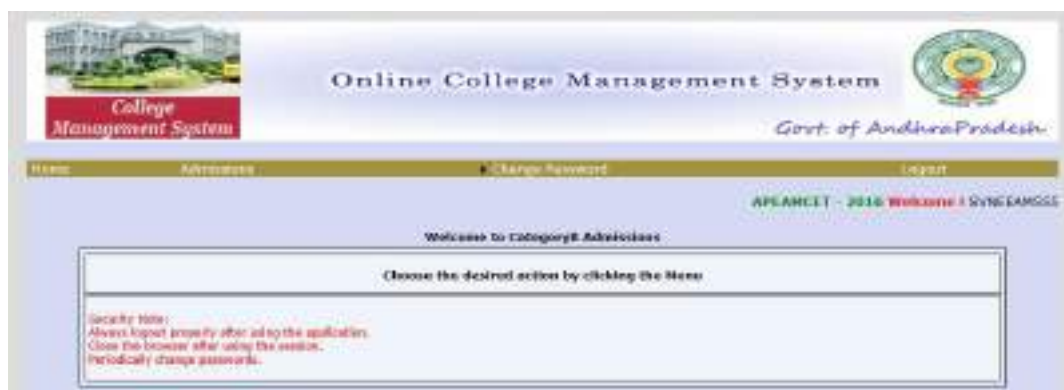 Online College Management System
College
Management System
Govt. of AndhraPradesh
Home Admissions Change Password Logout
APEAMCET - 2016 Welcome !
Welcome to CategoryB Admissions
Choose the desired action by clicking the Menu
Security Note:
Always logout properly after using the application.
Close the browser after using the session.
Periodically change passwords.